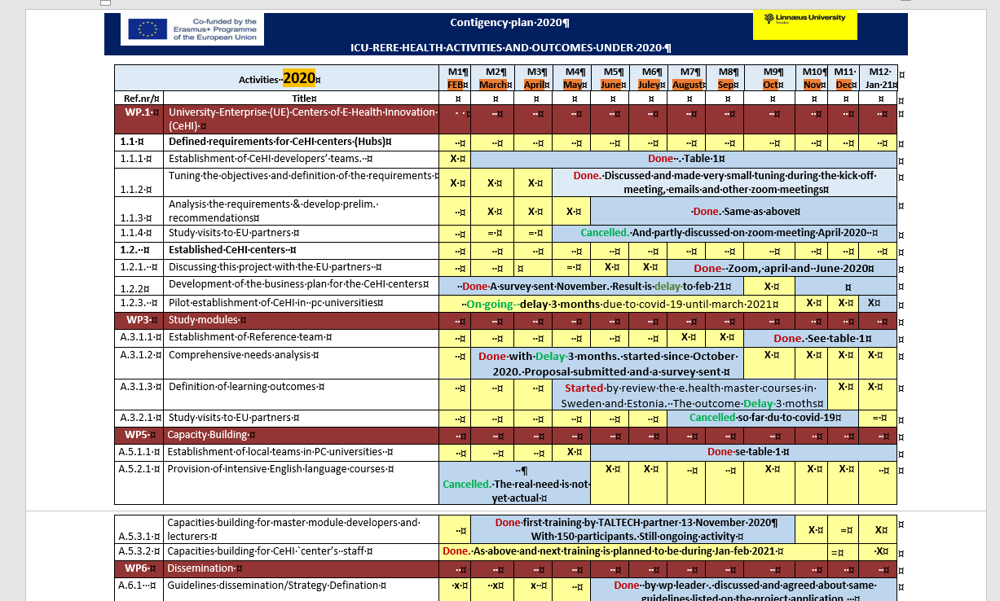 Co-funded by the
Erasmus+ Programme
of the European Union
Contigency·plan·2020¶
Linnæus University
Sweden
ICU-RERE·HEALTH·ACTIVITIES·AND·OUTCOMES·UNDER·2020·¶
Activities··2020¤ M1¶ M2¶ M3¶ M4¶ M5¶ M6¶ M7¶ M8¶ M9¶ M10¶ M11· M12·
FEB¤ March¤ April¤ May¤ June¤ Juley¤ August¤ Sep¤ Oct¤ Nov¤ Dec¤ Jan·21¤
Ref.nr/¤ Title¤ ¤ ¤ ¤ ¤ ¤ ¤ ¤ ¤ ¤ ¤ ¤ ¤
WP.1·¤ University-Enterprise·(UE)·Centers·of·E-Health·Innovation·
(CeHI)·¤
1.1·¤ Defined·requirements·for·CeHI·centers·(Hubs)¤
1.1.1·¤ Establishment·of·CeHI·developers’·teams.··¤ X·¤ Done··.·Table·1¤
1.1.2·¤ Tuning·the·objectives·and·definition·of·the·requirements·¤ X·¤ X·¤ X·¤ Done.·Discussed·and·made·very·small·tuning·during·the·kick·off·
meeting,·emails·and·other·zoom·meetings¤
1.1.3·¤ Analysis·the·requirements·&·develop·prelim.·
recommendations¤ ··¤ X·¤ X·¤ X·¤ ·Done.·Same·as·above¤
1.1.4·¤ Study·visits·to·EU·partners·¤ ··¤ =·¤ =·¤ Cancelled.·And·partly·discussed·on·zoom·meeting·April·2020··¤
1.2.··¤ Established·CeHI·centers··¤
1.2.1.··¤ Discussing·this·project·with·the·EU·partners··¤ ··¤ ··¤ ¤ =·¤ X·¤ X·¤ Done-·Zoom,·april·and··June·2020¤
1.2.2¤ Development·of·the·business·plan·for·the·CeHI·centers¤ ··Done·A·survey·sent·November.·Result·is·delay·to·feb·21¤ X·¤ ¤
1.2.3.··¤ Pilot·establishment·of·CeHI·in··pc·universities¤ ··On·going-·delay·3·months·due·to·covid-19·until·march·2021¤ X·¤ X·¤ X¤
WP3·¤ Study·modules·¤
A.3.1.1·¤ Establishment·of·Reference·team·¤ ··¤ ··¤ ··¤ ··¤ ··¤ ··¤ X·¤ X·¤ Done.·See·table·1¤
A.3.1.2·¤ Comprehensive·needs·analysis·¤ ··¤ Done·with·Delay·3·months.·started·since·October·
2020.·Proposal·submitted·and·a·survey·sent·¤ X·¤ X·¤ X·¤ X·¤
A.3.1.3·¤ Definition·of·learning·outcomes·¤ ··¤ ··¤ ··¤ Started·by·review·the·e.health·master·courses·in·
Sweden·and·Estonia.··The·outcome·Delay·3·moths¤ X·¤ X·¤
A.3.2.1·¤ Study·visits·to·EU·partners·¤ ··¤ ··¤ ··¤ ··¤ ··¤ ··¤ Cancelled·so·far·du·to·covid-19¤ =·¤
WP5·¤ Capacity·Building·¤
A.5.1.1·¤ Establishment·of·local·teams·in·PC·universities··¤ ··¤ ··¤ ··¤ X·¤ Done·se·table·1·¤
A.5.2.1·¤ Provision·of·intensive·English·language·courses·¤ ··¶
Cancelled.·The·real·need·is·not·
yet·actual·¤ X·¤ X·¤ ··¤ ··¤ X·¤ X·¤ X·¤ ··¤
A.5.3.1·¤ Capacities·building·for·master·module·developers·and·
lecturers·¤ ··¤ Done·first·training·by·TALTECH·partner·13·November·2020¶
With·150·participants.·Still·ongoing·activity·¤ X·¤ =¤ X¤
A.5.3.2·¤ Capacities·building·for·CeHI·`center's··staff·¤ Done.·As·above·and·next·training·is·planned·to·be·during·Jan-feb·2021·¤ =¤ ·X¤
WP6·¤ Dissemination·¤
A.6.1···¤ Guidelines·dissemination/Strategy·Defination·¤ ·x·¤ ··x¤ x··¤ ··¤ Done··by·wp·leader·.·discussed·and·agreed·about·same·
guidelines·listed·on·the·project·application.···¤